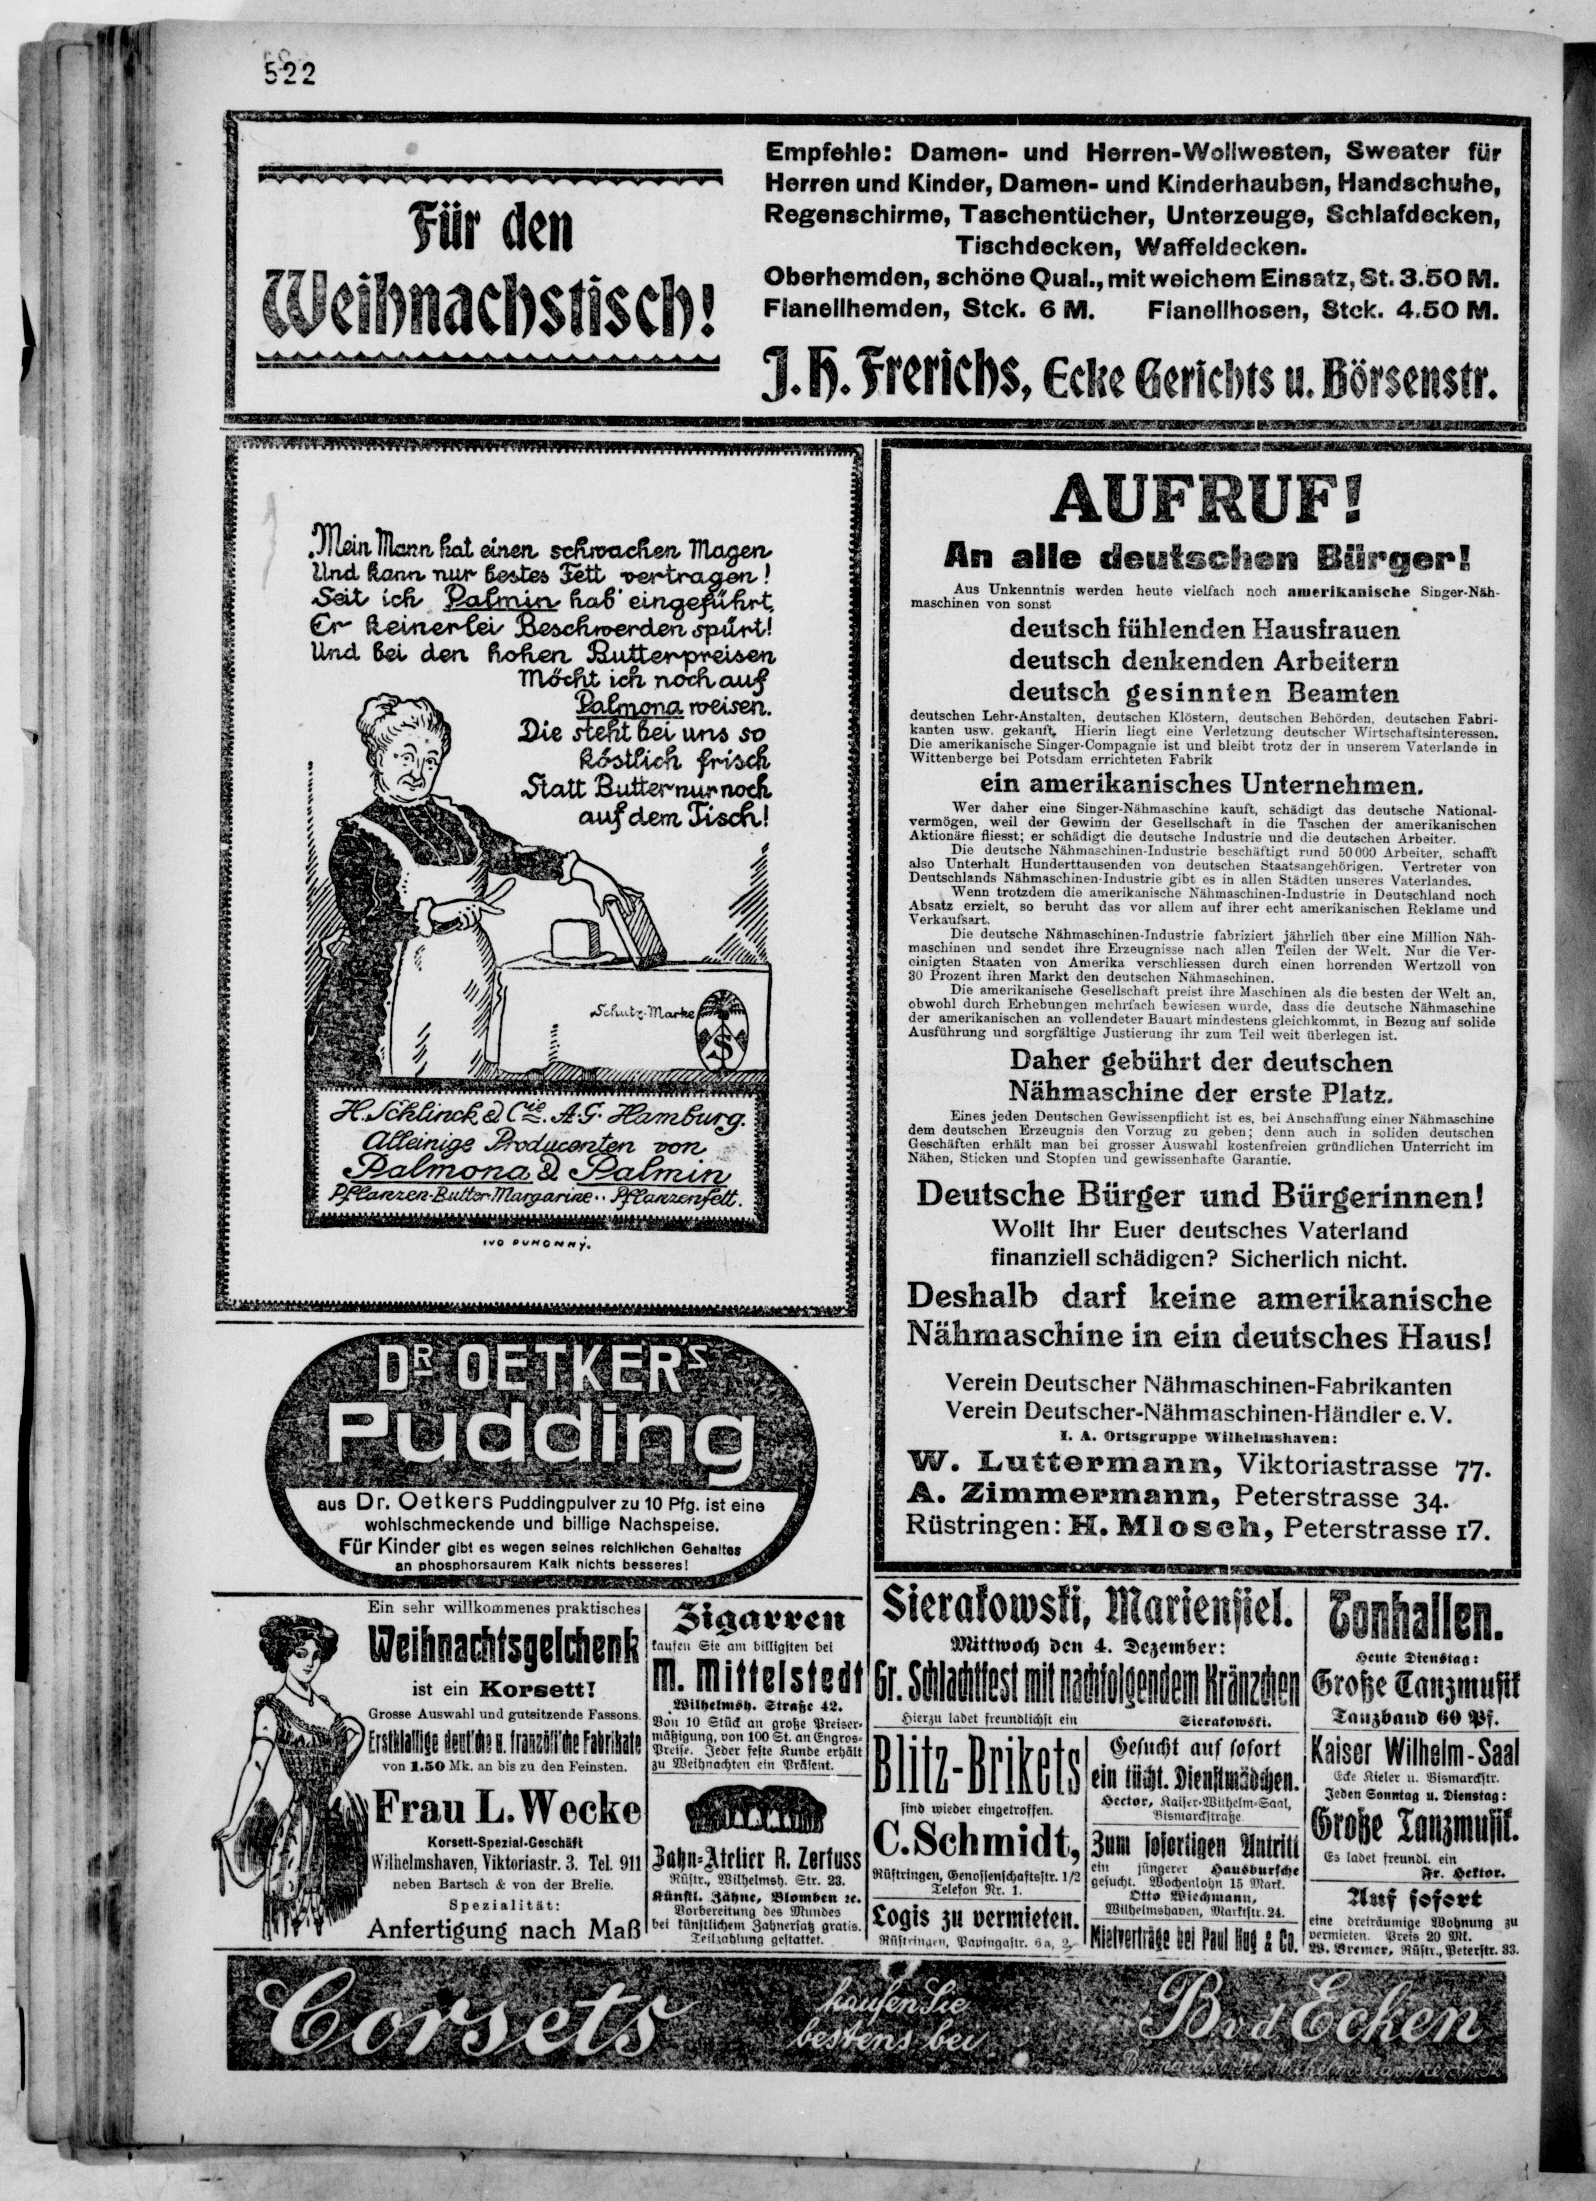 522
Für den
Weihnachstisch!
Empfehle: Damen- und Herren-Wollwesten, Sweater für
Herren und Kinder, Damen- und Kinderhauben, Handschuhe,
Regenschirme, Taschentücher, Unterzeuge, Schlafdecken,
Tischdecken, Waffeldecken.
Oberhemden, schöne Qual., mit weichem Einsatz, St. 3.50 M.
Flanellhemden, Stck. 6 M. Flanellhosen, Stck. 4.50 M.
J. H. Frerichs, Ecke Gerichts u. Börsenstr.
Mein Mann hat einen schwachen Magen
Und kann nur bestes Fett vertragen!
Seit ich Palmin hab' eingeführt,
Er keinerlei Beschwerden spürt!
Und bei den hohen Butterpreisen
Möcht ich noch auf
Palmona weisen.
Die steht bei uns so
köstlich frisch
Statt Butter nur noch
auf dem Tisch!
Schutz-Marke
S
H. Schlinck & Cie. A.G. Hamburg.
Alleinige Producenten von
Palmona & Palmin
Pflanzen-Butter-Margarine.. Pflanzenfett.
IVO PUHONNY.
DR OETKER'S
Pudding
aus Dr. Oetkers Puddingpulver zu 10 Pfg. ist eine
wohlschmeckende und billige Nachspeise.
Für Kinder gibt es wegen seines reichlichen Gehaltes
an phosphorsaurem Kalk nichts besseres!
AUFRUF!
An alle deutschen Bürger!
Aus Unkenntnis werden heute vielfach noch amerikanische Singer-Näh-
maschinen von sonst
deutsch fühlenden Hausfrauen
deutsch denkenden Arbeitern
deutsch gesinnten Beamten
deutschen Lehr-Anstalten, deutschen Klöstern, deutschen Behörden, deutschen Fabri-
kanten usw. gekauft. Hierin liegt eine Verletzung deutscher Wirtschaftsinteressen.
Die amerikanische Singer-Compagnie ist und bleibt trotz der in unserem Vaterlande in
Wittenberge bei Potsdam errichteten Fabrik
ein amerikanisches Unternehmen.
Wer daher eine Singer-Nähmaschine kauft, schädigt das deutsche National-
vermögen, weil der Gewinn der Gesellschaft in die Taschen der amerikanischen
Aktionäre fliesst; er schädigt die deutsche Industrie und die deutschen Arbeiter.
Die deutsche Nähmaschinen-Industrie beschäftigt rund 50000 Arbeiter, schafft
also Unterhalt Hunderttausenden von deutschen Staatsangehörigen. Vertreter von
Deutschlands Nähmaschinen-Industrie gibt es in allen Städten unseres Vaterlandes.
Wenn trotzdem die amerikanische Nähmaschinen-Industrie in Deutschland noch
Absatz erzielt, so beruht das vor allem auf ihrer echt amerikanischen Reklame und
Verkaufsart.
Die deutsche Nähmaschinen-Industrie fabriziert jährlich über eine Million Näh-
maschinen und sendet ihre Erzeugnisse nach allen Teilen der Welt. Nur die Ver-
einigten Staaten von Amerika verschliessen durch einen horrenden Wertzoll von
30 Prozent ihren Markt den deutschen Nähmaschinen.
Die amerikanische Gesellschaft preist ihre Maschinen als die besten der Welt an,
obwohl durch Erhebungen mehrfach bewiesen wurde, dass die deutsche Nähmaschine
der amerikanischen an vollendeter Bauart mindestens gleichkommt, in Bezug auf solide
Ausführung und sorgfältige Justierung ihr zum Teil weit überlegen ist.
Daher gebührt der deutschen
Nähmaschine der erste Platz.
Eines jeden Deutschen Gewissenpflicht ist es, bei Anschaffung einer Nähmaschine
dem deutschen Erzeugnis den Vorzug zu geben; denn auch in soliden deutschen
Geschäften erhält man bei grosser Auswahl kostenfreien gründlichen Unterricht im
Nähen, Sticken und Stopfen und gewissenhafte Garantie.
Deutsche Bürger und Bürgerinnen!
Wollt Ihr Euer deutsches Vaterland
finanziell schädigen? Sicherlich nicht.
Deshalb darf keine amerikanische
Nähmaschine in ein deutsches Haus!
Verein Deutscher Nähmaschinen-Fabrikanten
Verein Deutscher-Nähmaschinen-Händler e. V.
I. A. Ortsgruppe Wilhelmshaven:
W. Luttermann, Viktoriastrasse 77.
A. Zimmermann, Peterstrasse 34.
Rüstringen: H. Mlosch, Peterstrasse 17.
Ein sehr willkommenes praktisches
Weihnachtsgeschenk
ist ein Korsett!
Grosse Auswahl und gutsitzende Fassons.
Erstklassige deutsche u. französische Fabrikate
von 1.50 Mk. an bis zu den Feinsten.
Frau L. Wecke
Korsett-Spezial-Geschäft
Wilhelmshaven, Viktoriastr. 3. Tel. 911
neben Bartsch & von der Brelie.
Spezialität:
Anfertigung nach Maß
Zigarren
kaufen Sie am billigsten bei
M. Mittelstedt
Wilhelmsh. Straße 42.
Von 10 Stück an große Preiser-
mäßigung, von 100 St. an Engros-
Preise. Jeder feste Kunde erhält
zu Weihnachten ein Präsent.
Zahn-Atelier R. Zerfuss
Rüstr., Wilhelmsh. Str. 23.
Künstl. Zähne, Plomben ec.
Vorbereitung des Mundes
bei künstlichem Zahnersatz gratis.
Teilzahlung gestattet.
Sierakowski, Mariensiel.
Mittwoch den 4. Dezember:
Gr. Schlachtfest mit nachfolgendem Kränzchen
Hierzu ladet freundlichst ein Sierakowski.
Blitz-Brikets
sind wieder eingetroffen.
C. Schmidt,
Rüstringen, Genossenschaftsstr. 1/2
Telefon Nr. 1.
Logis zu vermieten.
Rüstringen, Papingastr. 6a, 2.
Gesucht auf sofort
ein tücht. Dienstmädchen.
Hector, Kaiser-Wilhelm-Saal,
Bismarckstraße
Zum sofortigen Antritt
ein jüngerer Hausbursche
gesucht. Wochenlohn 15 Mark.
Otto Wiechmann,
Wilhelmshaven, Marktstr. 24.
Mietverträge bei Paul Hug & Co.
Tonhallen.
Heute Dienstag:
Große Tanzmusik
Tanzband 60 Pf.
Kaiser Wilhelm-Saal
Ecke Kieler u. Bismarckstr.
Jeden Sonntag u. Dienstag:
Große Tanzmusik.
Es ladet freundl. ein
Fr. Hektor.
Auf sofort
eine dreiräumige Wohnung zu
vermieten. Preis 20 Mk.
W. Bremer, Rüstr., Peterstr. 33.
Corsets
kaufen Sie
bestens bei
B v d Ecken